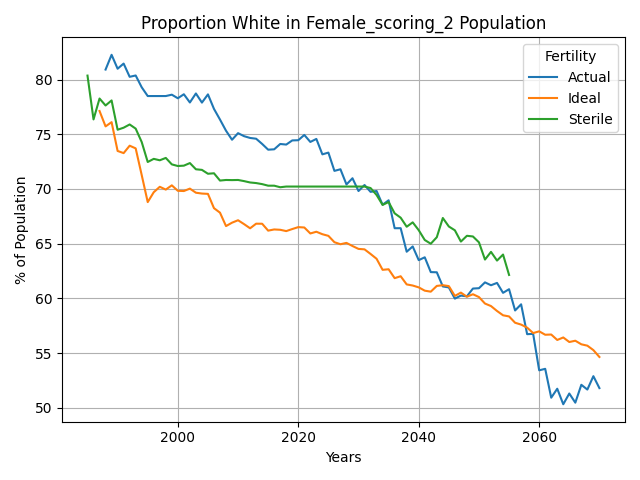 Proportion White in Female_scoring_2 Population
% of Population
80
75
70
65
60
55
50
2000
2020
2040
2060
Years
Fertility
Actual
Ideal
Sterile